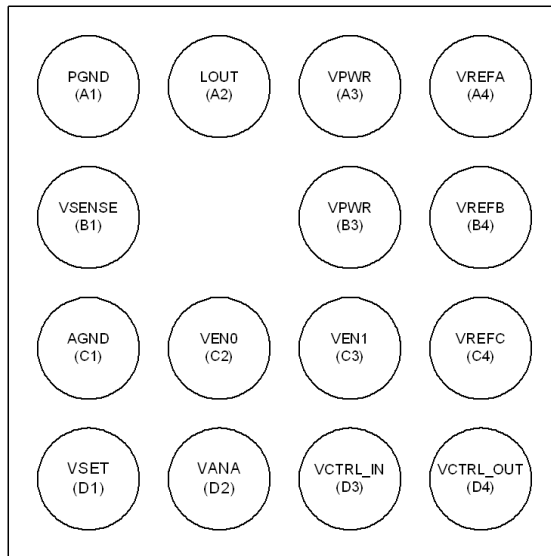 PGND
(A1)
LOUT
(A2)
VPWR
(A3)
VREFA
(A4)
VSENSE
(B1)
VPWR
(B3)
VREFB
(B4)
AGND
(C1)
VEN0
(C2)
VEN1
(C3)
VREFC
(C4)
VSET
(D1)
VANA
(D2)
VCTRL_IN
(D3)
VCTRL_OUT
(D4)